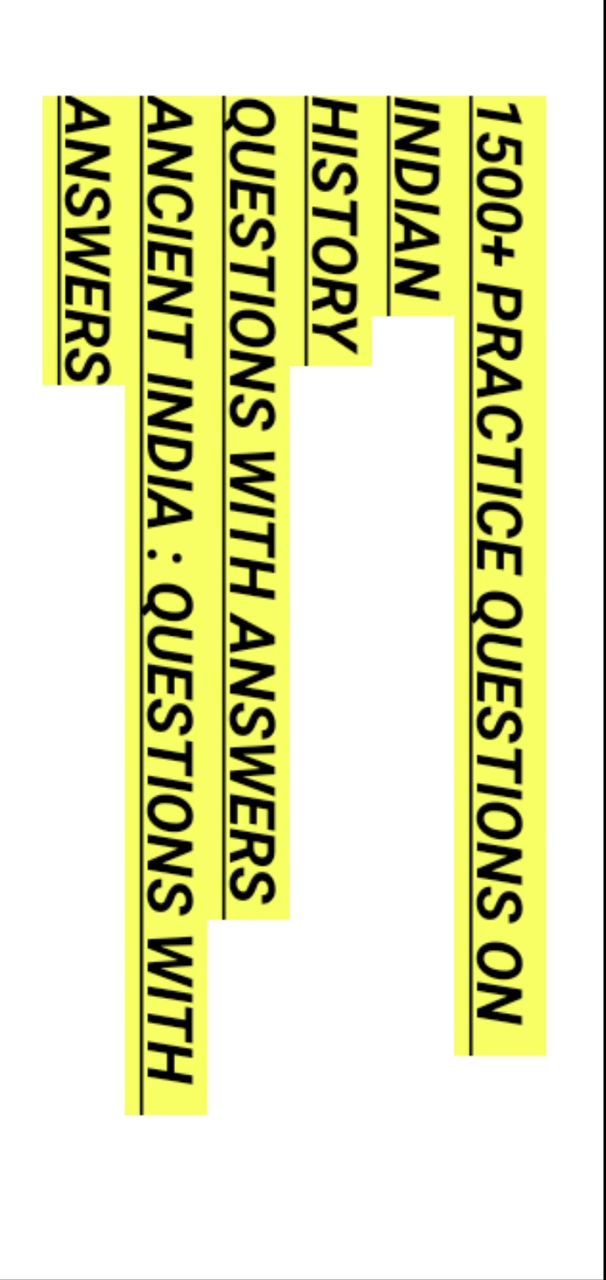 1500+ PRACTICE QUESTIONS ON
INDIAN
HISTORY
QUESTIONS WITH ANSWERS
ANCIENT INDIA : QUESTIONS WITH
ANSWERS